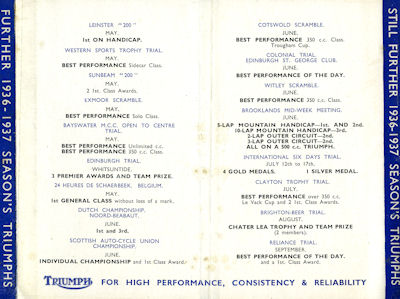 FURTHER 1936-1937 SEASON'S TRIUMPHS
LEINSTER "200"
MAY.
1st ON HANDICAP.
WESTERN SPORTS TROPHY TRIAL.
MAY.
BEST PERFORMANCE Sidecar Class.
SUNBEAM "200"
MAY.
2 1st Class Awards.
EXMOOR SCRAMBLE.
MAY.
BEST PERFORMANCE Solo Class.
BAYSWATER M.C.C. OPEN TO CENTRE
TRIAL.
MAY.
BEST PERFORMANCE Unlimited c.c.
BEST PERFORMANCE 350 c.c. Class.
EDINBURGH TRIAL.
WHITSUNTIDE.
3 PREMIER AWARDS AND TEAM PRIZE.
24 HEURES DE SCHAERBEEK, BELGIUM.
MAY.
1st GENERAL CLASS without loss of a mark.
DUTCH CHAMPIONSHIP.
NOORD-BEABAUT.
JUNE.
1st and 3rd.
SCOTTISH AUTO-CYCLE UNION
CHAMPIONSHIP.
JUNE.
INDIVIDUAL CHAMPIONSHIP and 1st Class Award.
COTSWOLD SCRAMBLE.
JUNE.
BEST PERFORMANCE 350 c.c. Class.
Trougham Cup.
COLONIAL TRIAL.
EDINBURGH ST. GEORGE CLUB.
JUNE.
BEST PERFORMANCE OF THE DAY.
WITLEY SCRAMBLE.
JUNE.
BEST PERFORMANCE 350 c.c. Class.
BROOKLANDS MID-WEEK MEETING.
JUNE.
5-LAP MOUNTAIN HANDICAP—1st. AND 2nd.
10-LAP MOUNTAIN HANDICAP—3rd.
2-LAP OUTER CIRCUIT—2nd.
3-LAP OUTER CIRCUIT—2nd.
ALL ON A 500 c.c. TRIUMPH.
INTERNATIONAL SIX DAYS TRIAL.
JULY 12th to 17th.
4 GOLD MEDALS. 1 SILVER MEDAL.
CLAYTON TROPHY TRIAL.
JULY.
BEST PERFORMANCE over 350 c.c.
Le Vack Cup and 2 1st. Class Awards.
BRIGHTON-BEER TRIAL.
AUGUST.
CHATER LEA TROPHY AND TEAM PRIZE
(2 members).
RELIANCE TRIAL.
SEPTEMBER.
BEST PERFORMANCE OF THE DAY.
and a 1st. Class Award.
STILL FURTHER 1936-1937 SEASON'S TRIUMPHS
TRIUMPH FOR HIGH PERFORMANCE, CONSISTENCY & RELIABILITY